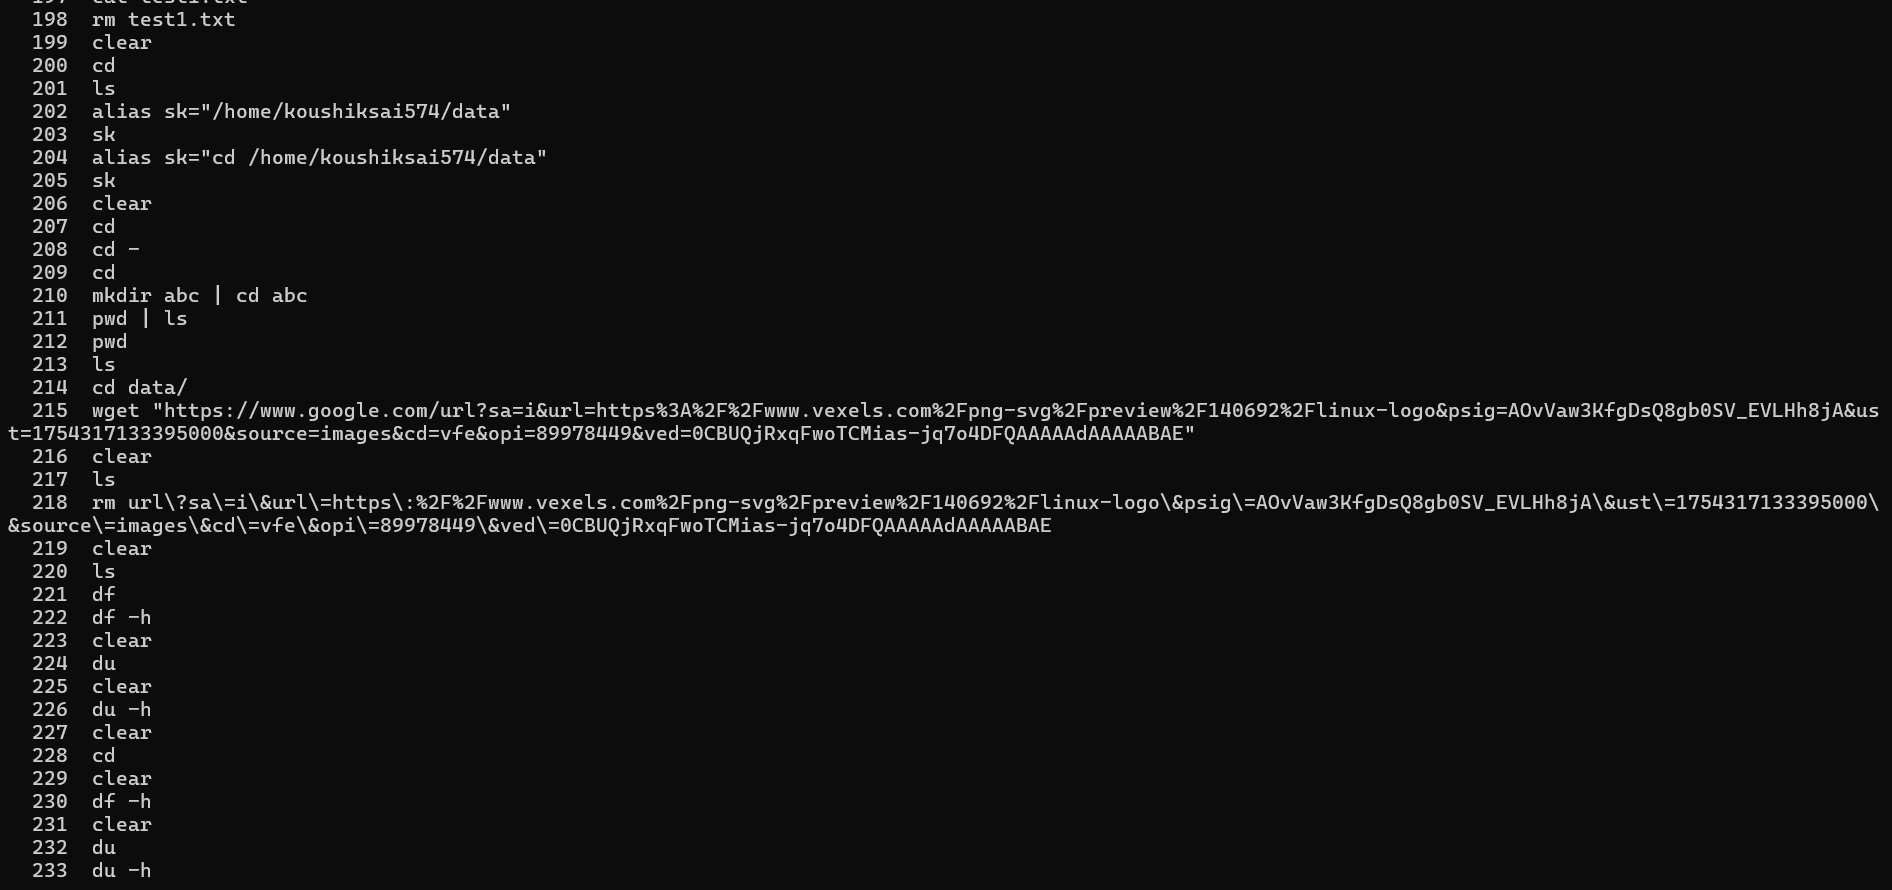 197  cat test1.txt
198  rm test1.txt
199  clear
200  cd
201  ls
202  alias sk="/home/koushiksai574/data"
203  sk
204  alias sk="cd /home/koushiksai574/data"
205  sk
206  clear
207  cd
208  cd -
209  cd
210  mkdir abc | cd abc
211  pwd | ls
212  pwd
213  ls
214  cd data/
215  wget "https://www.google.com/url?sa=i&url=https%3A%2F%2Fwww.vexels.com%2Fpng-svg%2Fpreview%2F140692%2Flinux-logo&psig=AOvVaw3KfgDsQ8gb0SV_EVLHh8jA&us
t=1754317133395000&source=images&cd=vfe&opi=89978449&ved=0CBUQjRxqFwoTCMias-jq7o4DFQAAAAAdAAAAABAE"
216  clear
217  ls
218  rm url\?sa\=i\&url\=https\:%2F%2Fwww.vexels.com%2Fpng-svg%2Fpreview%2F140692%2Flinux-logo\&psig\=AOvVaw3KfgDsQ8gb0SV_EVLHh8jA\&ust\=1754317133395000\
&source\=images\&cd\=vfe\&opi\=89978449\&ved\=0CBUQjRxqFwoTCMias-jq7o4DFQAAAAAdAAAAABAE
219  clear
220  ls
221  df
222  df -h
223  clear
224  du
225  clear
226  du -h
227  clear
228  cd
229  clear
230  df -h
231  clear
232  du
233  du -h